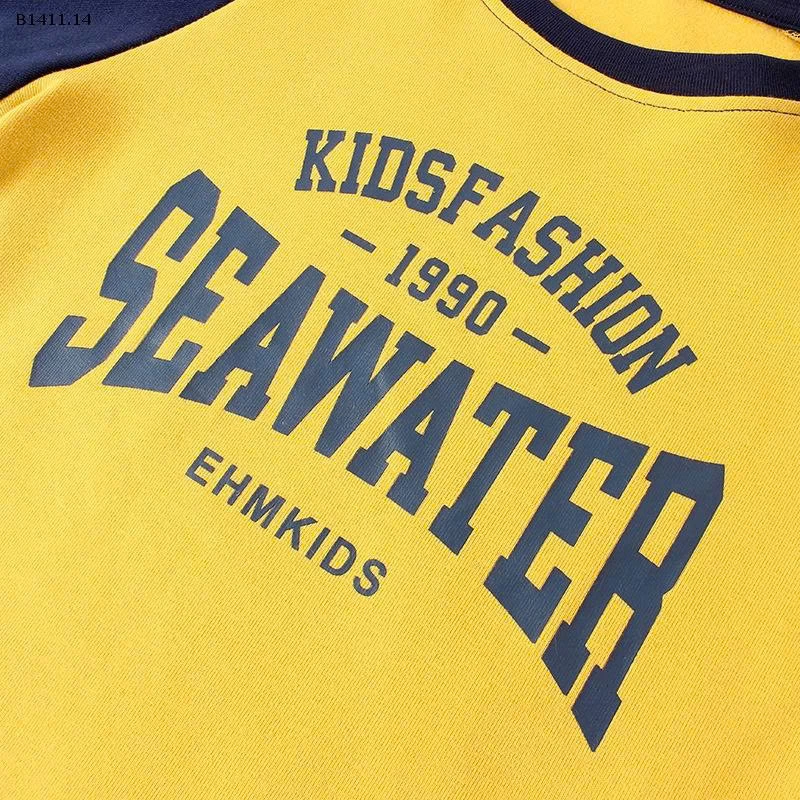 B1411.14
KIDSFASHION
- 1990 -
SEAWATER
EHMKIDS